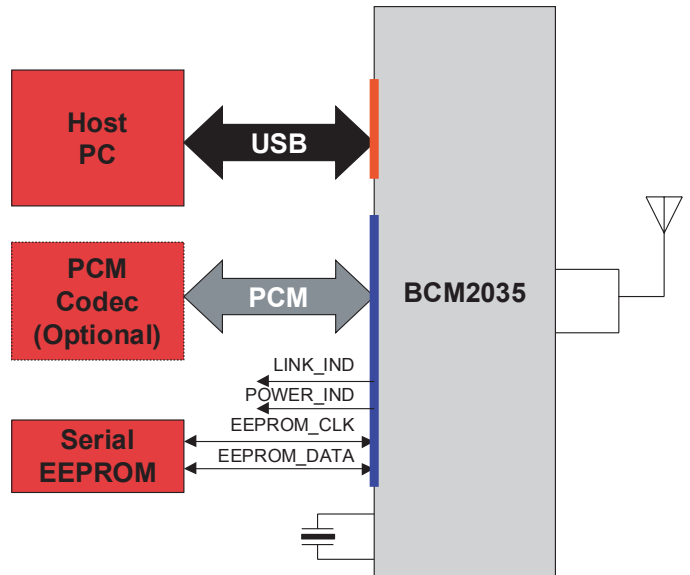 Host
PC
USB
PCM
Codec
(Optional)
PCM
BCM2035
LINK_IND
POWER_IND
EEPROM_CLK
EEPROM_DATA
Serial
EEPROM